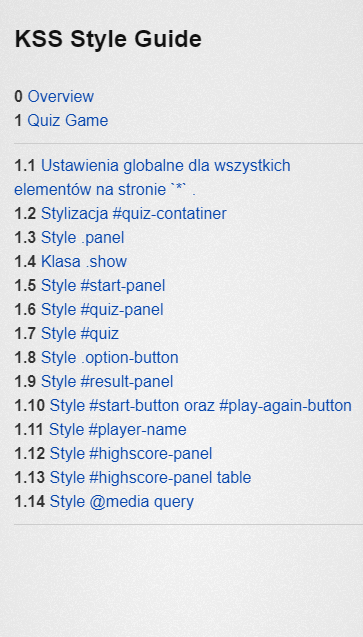 KSS Style Guide
0 Overview
1 Quiz Game
1.1 Ustawienia globalne dla wszystkich
elementów na stronie `*` .
1.2 Stylizacja #quiz-contatiner
1.3 Style .panel
1.4 Klasa .show
1.5 Style #start-panel
1.6 Style #quiz-panel
1.7 Style #quiz
1.8 Style .option-button
1.9 Style #result-panel
1.10 Style #start-button oraz #play-again-button
1.11 Style #player-name
1.12 Style #highscore-panel
1.13 Style #highscore-panel table
1.14 Style @media query